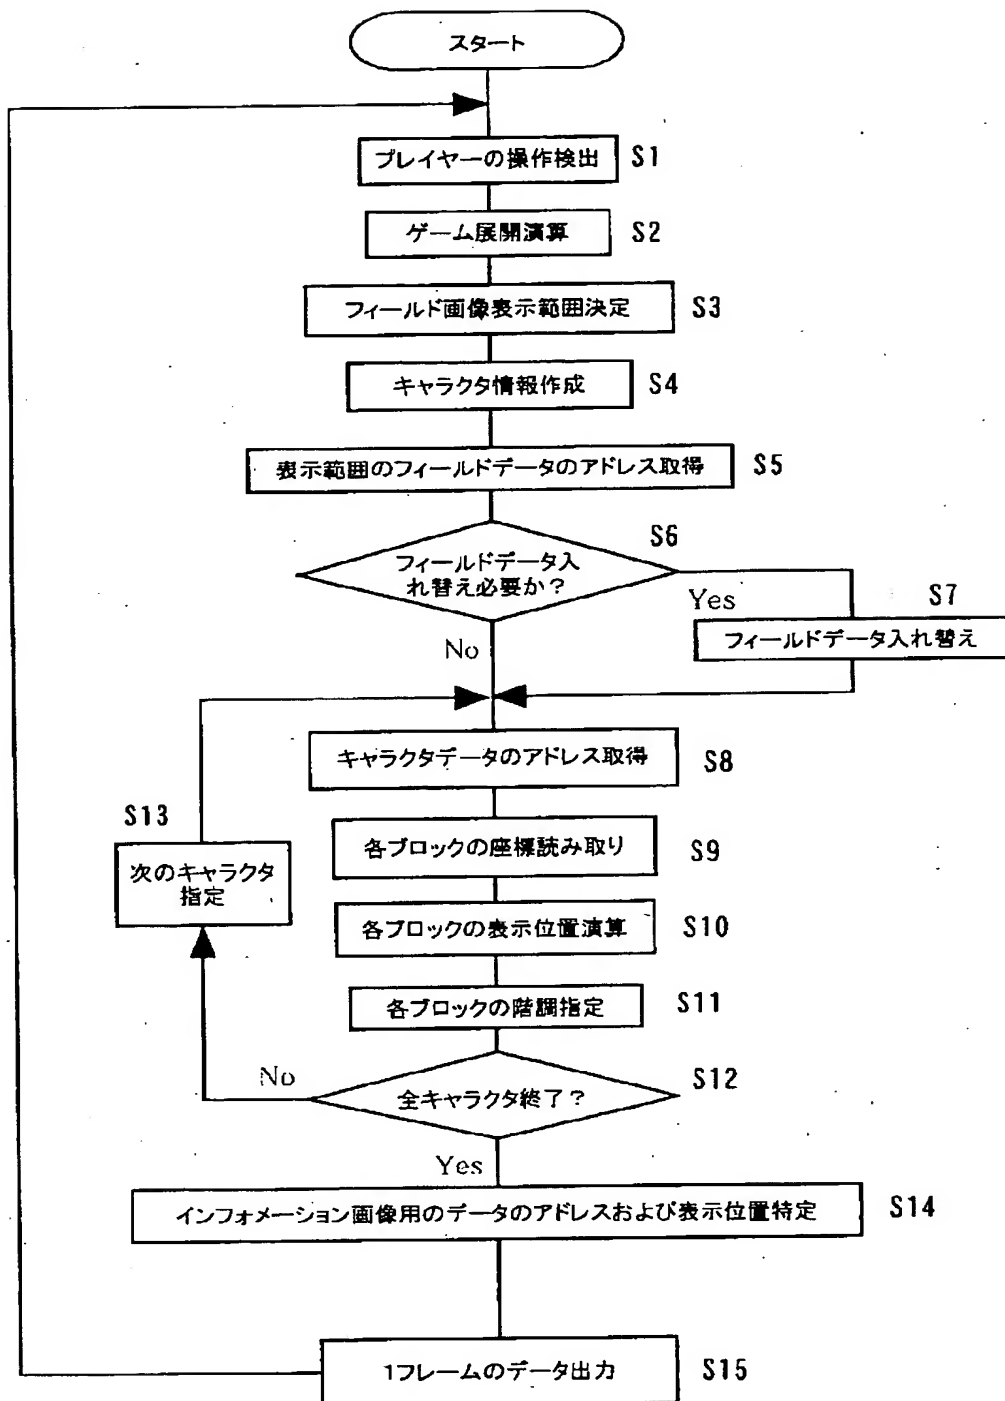 スタート
プレイヤーの操作検出 S1
ゲーム展開演算 S2
フィールド画像表示範囲決定 S3
キャラクタ情報作成 S4
表示範囲のフィールドデータのアドレス取得 S5
S6
フィールドデータ入
れ替え必要か?
Yes
S7
フィールドデータ入れ替え
No
キャラクタデータのアドレス取得 S8
S13
次のキャラクタ
指定
各ブロックの座標読み取り S9
各ブロックの表示位置演算 S10
各ブロックの階調指定 S11
No
全キャラクタ終了?
S12
Yes
インフォメーション画像用のデータのアドレスおよび表示位置特定 S14
1フレームのデータ出力 S15